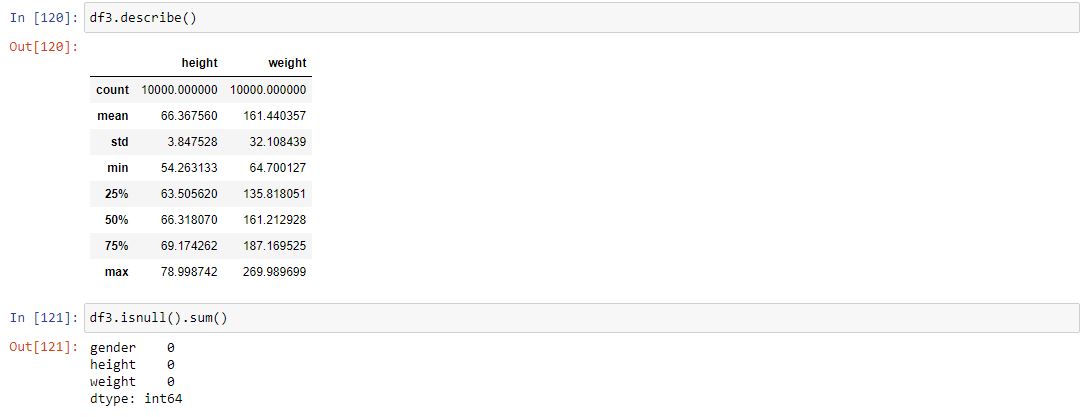 In [120]: df3.describe()
Out[120]:
height weight
count 10000.000000 10000.000000
mean 66.367560 161.440357
std 3.847528 32.108439
min 54.263133 64.700127
25% 63.505620 135.818051
50% 66.318070 161.212928
75% 69.174262 187.169525
max 78.998742 269.989699
In [121]: df3.isnull().sum()
Out[121]: gender 0
height 0
weight 0
dtype: int64